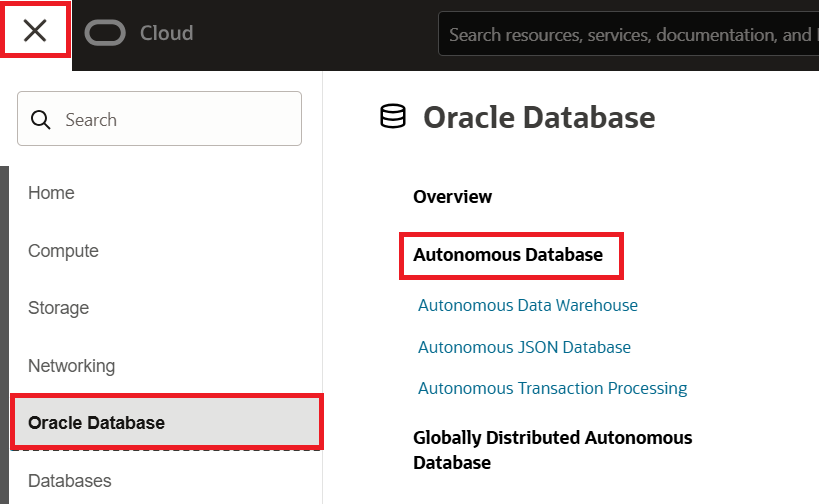 Cloud
Search resources, services, documentation, and
Search
Home
Compute
Storage
Networking
Oracle Database
Databases
Oracle Database
Overview
Autonomous Database
Autonomous Data Warehouse
Autonomous JSON Database
Autonomous Transaction Processing
Globally Distributed Autonomous
Database